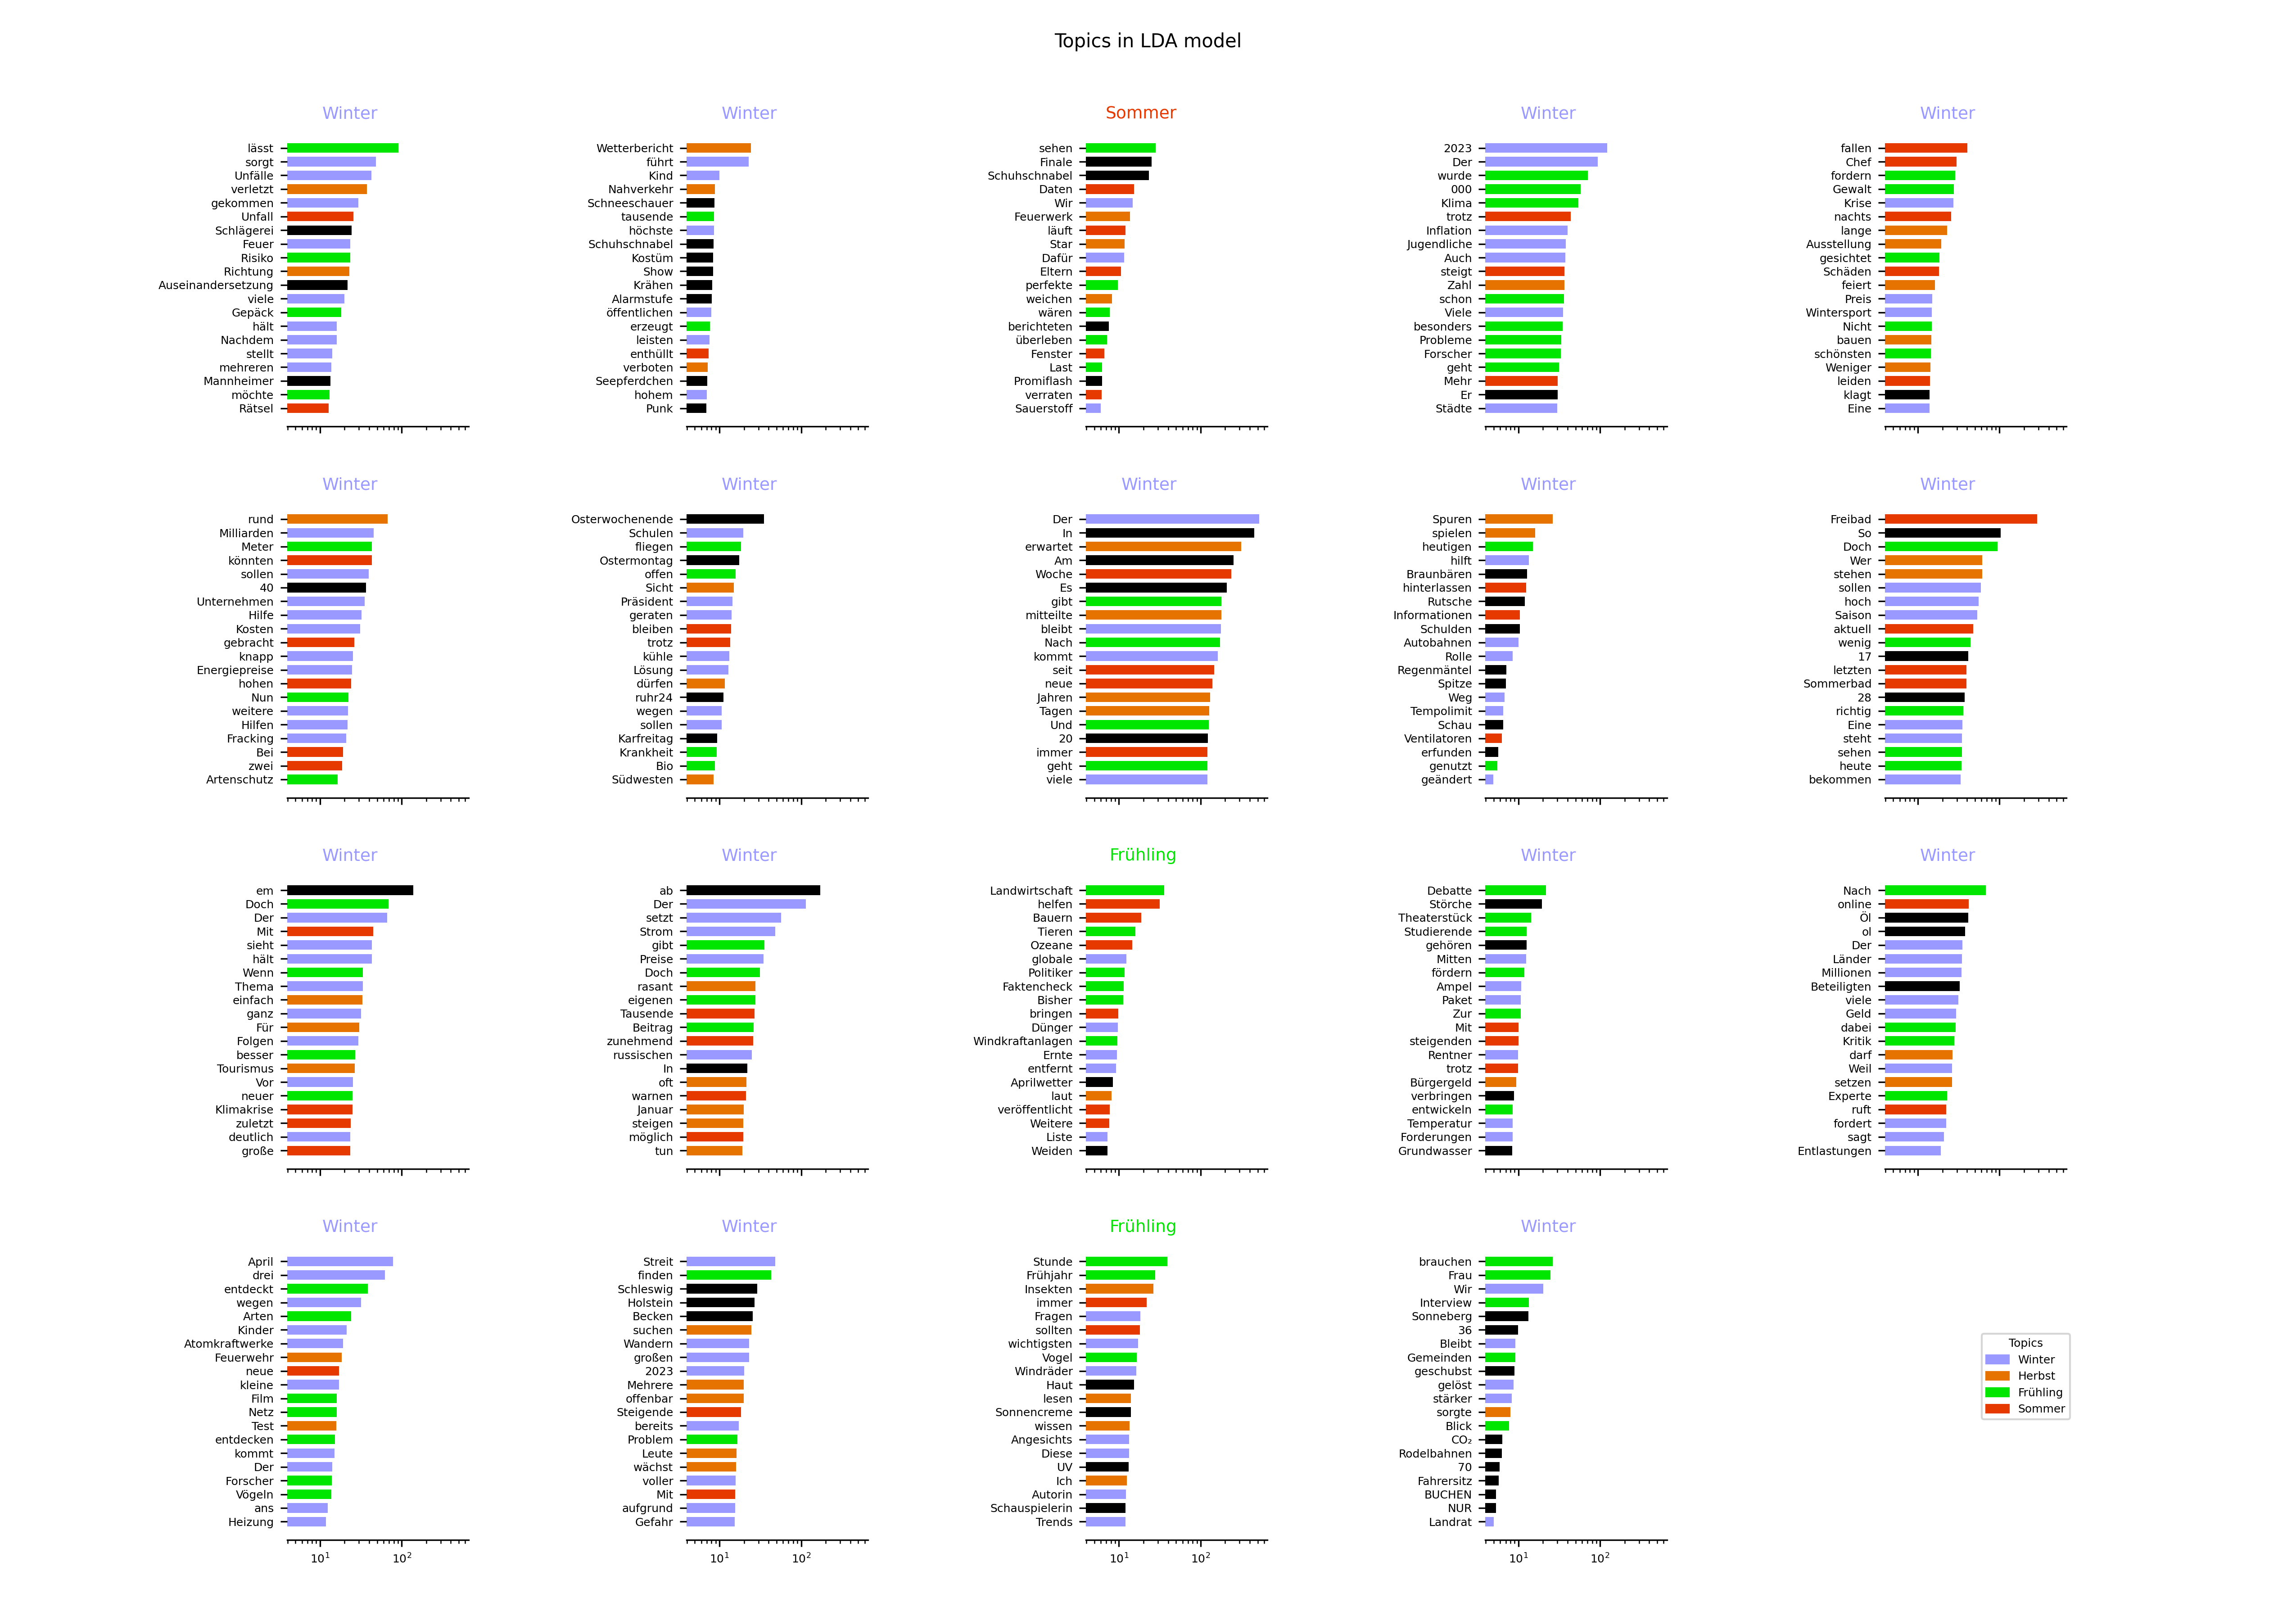 Topics in LDA model
Winter
lässt
sorgt
Unfälle
verletzt
gekommen
Unfall
Schlägerei
Feuer
Risiko
Richtung
Auseinandersetzung
viele
Gepäck
hält
Nachdem
stellt
mehreren
Mannheimer
möchte
Rätsel
Winter
Wetterbericht
führt
Kind
Nahverkehr
Schneeschauer
tausende
höchste
Schuhschnabel
Kostüm
Show
Krähen
Alarmstufe
öffentlichen
erzeugt
leisten
enthüllt
verboten
Seepferdchen
hohem
Punk
Sommer
sehen
Finale
Schuhschnabel
Daten
Wir
Feuerwerk
läuft
Star
Dafür
Eltern
perfekte
weichen
wären
berichteten
überleben
Fenster
Last
Promiflash
verraten
Sauerstoff
Winter
2023
Der
wurde
000
Klima
trotz
Inflation
Jugendliche
Auch
steigt
Zahl
schon
Viele
besonders
Probleme
Forscher
geht
Mehr
Er
Städte
Winter
fallen
Chef
fordern
Gewalt
Krise
nachts
lange
Ausstellung
gesichtet
Schäden
feiert
Preis
Wintersport
Nicht
bauen
schönsten
Weniger
leiden
klagt
Eine
Winter
rund
Milliarden
Meter
könnten
sollen
40
Unternehmen
Hilfe
Kosten
gebracht
knapp
Energiepreise
hohen
Nun
weitere
Hilfen
Fracking
Bei
zwei
Artenschutz
Winter
Osterwochenende
Schulen
fliegen
Ostermontag
offen
Sicht
Präsident
geraten
bleiben
trotz
kühle
Lösung
dürfen
ruhr24
wegen
sollen
Karfreitag
Krankheit
Bio
Südwesten
Winter
Der
In
erwartet
Am
Woche
Es
gibt
mitteilte
bleibt
Nach
kommt
seit
neue
Jahren
Tagen
Und
20
immer
geht
viele
Winter
Spuren
spielen
heutigen
hilft
Braunbären
hinterlassen
Rutsche
Informationen
Schulden
Autobahnen
Rolle
Regenmäntel
Spitze
Weg
Tempolimit
Schau
Ventilatoren
erfunden
genutzt
geändert
Winter
Freibad
So
Doch
Wer
stehen
sollen
hoch
Saison
aktuell
wenig
17
letzten
Sommerbad
28
richtig
Eine
steht
sehen
heute
bekommen
Winter
em
Doch
Der
Mit
sieht
hält
Wenn
Thema
einfach
ganz
Für
Folgen
besser
Tourismus
Vor
neuer
Klimakrise
zuletzt
deutlich
große
Winter
ab
Der
setzt
Strom
gibt
Preise
Doch
rasant
eigenen
Tausende
Beitrag
zunehmend
russischen
In
oft
warnen
Januar
steigen
möglich
tun
Frühling
Landwirtschaft
helfen
Bauern
Tieren
Ozeane
globale
Politiker
Faktencheck
Bisher
bringen
Dünger
Windkraftanlagen
Ernte
entfernt
Aprilwetter
laut
veröffentlicht
Weitere
Liste
Weiden
Winter
Debatte
Störche
Theaterstück
Studierende
gehören
Mitten
fördern
Ampel
Paket
Zur
Mit
steigenden
Rentner
trotz
Bürgergeld
verbringen
entwickeln
Temperatur
Forderungen
Grundwasser
Winter
Nach
online
Öl
ol
Der
Länder
Millionen
Beteiligten
viele
Geld
dabei
Kritik
darf
Weil
setzen
Experte
ruft
fordert
sagt
Entlastungen
Winter
April
drei
entdeckt
wegen
Arten
Kinder
Atomkraftwerke
Feuerwehr
neue
kleine
Film
Netz
Test
entdecken
kommt
Der
Forscher
Vögeln
ans
Heizung
10¹ 10²
Winter
Streit
finden
Schleswig
Holstein
Becken
suchen
Wandern
großen
2023
Mehrere
offenbar
Steigende
bereits
Problem
Leute
wächst
voller
Mit
aufgrund
Gefahr
10¹ 10²
Frühling
Stunde
Frühjahr
Insekten
immer
Fragen
sollten
wichtigsten
Vogel
Windräder
Haut
lesen
Sonnencreme
wissen
Angesichts
Diese
UV
Ich
Autorin
Schauspielerin
Trends
10¹ 10²
Winter
brauchen
Frau
Wir
Interview
Sonneberg
36
Bleibt
Gemeinden
geschubst
gelöst
stärker
sorgte
Blick
CO₂
Rodelbahnen
70
Fahrersitz
BUCHEN
NUR
Landrat
10¹ 10²
Topics
Winter
Herbst
Frühling
Sommer